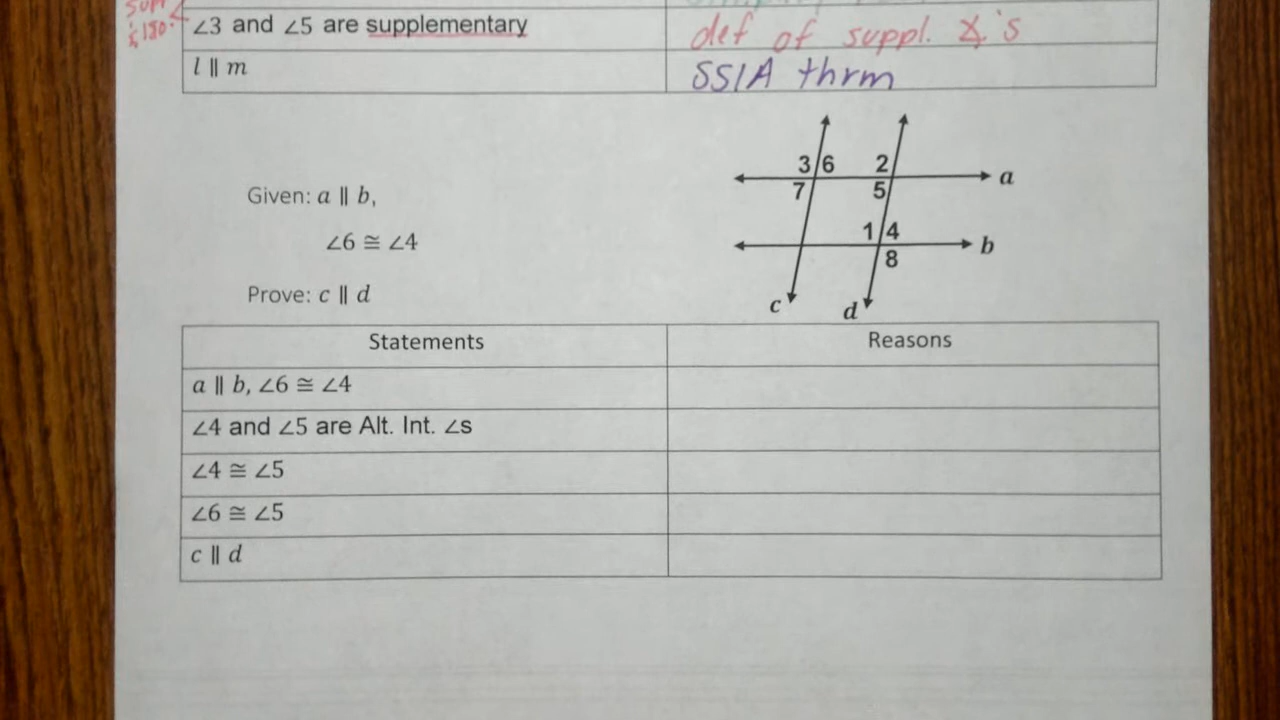 ∠3 and ∠5 are supplementary
def of suppl. ∡'s
l ∥ m
SSIA thrm
3 6 2 a
7 5
1 4 b
8
c d
Given: a ∥ b,
∠6 ≅ ∠4
Prove: c ∥ d
Statements Reasons
a ∥ b, ∠6 ≅ ∠4
∠4 and ∠5 are Alt. Int. ∠s
∠4 ≅ ∠5
∠6 ≅ ∠5
c ∥ d